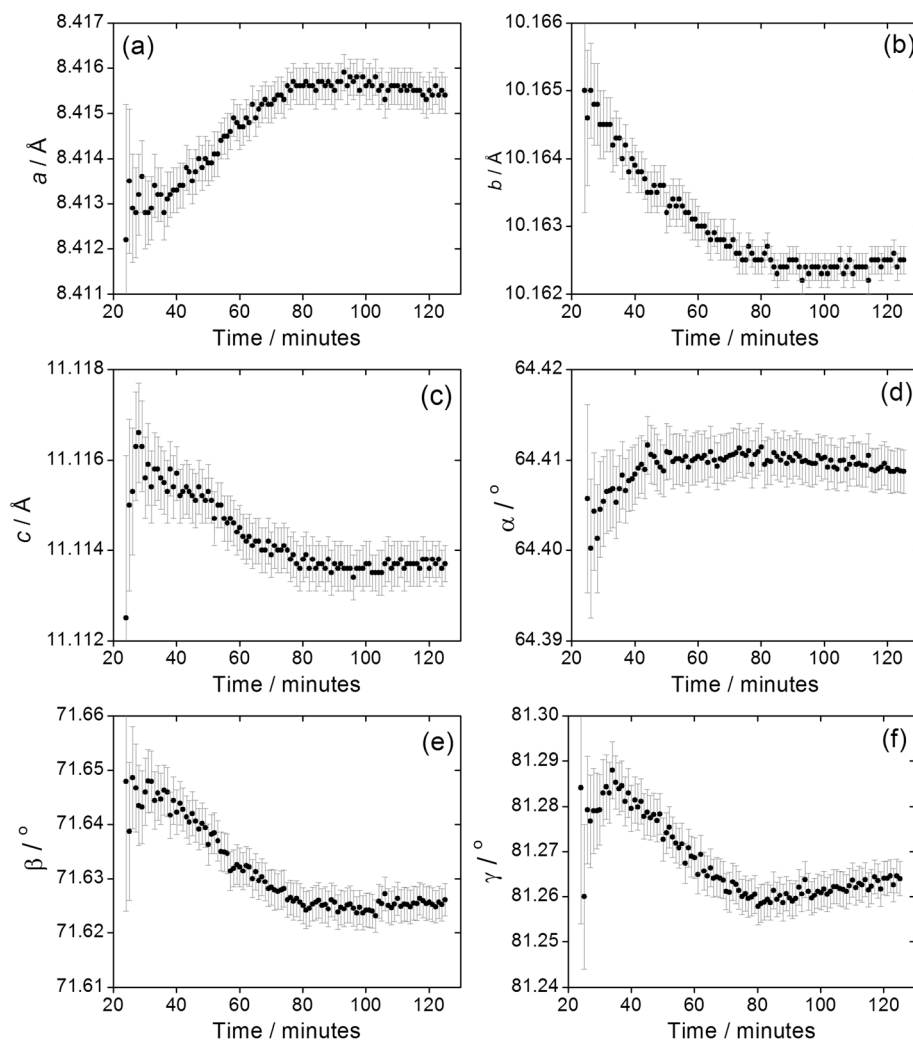 (a)
8.417
8.416
8.415
8.414
8.413
8.412
8.411
a / Å
20 40 60 80 100 120
Time / minutes
(b)
10.166
10.165
10.164
10.163
10.162
b / Å
20 40 60 80 100 120
Time / minutes
(c)
11.118
11.116
11.114
11.112
c / Å
20 40 60 80 100 120
Time / minutes
(d)
64.42
64.41
64.40
64.39
α / °
20 40 60 80 100 120
Time / minutes
(e)
71.66
71.65
71.64
71.63
71.62
71.61
β / °
20 40 60 80 100 120
Time / minutes
(f)
81.30
81.29
81.28
81.27
81.26
81.25
81.24
γ / °
20 40 60 80 100 120
Time / minutes